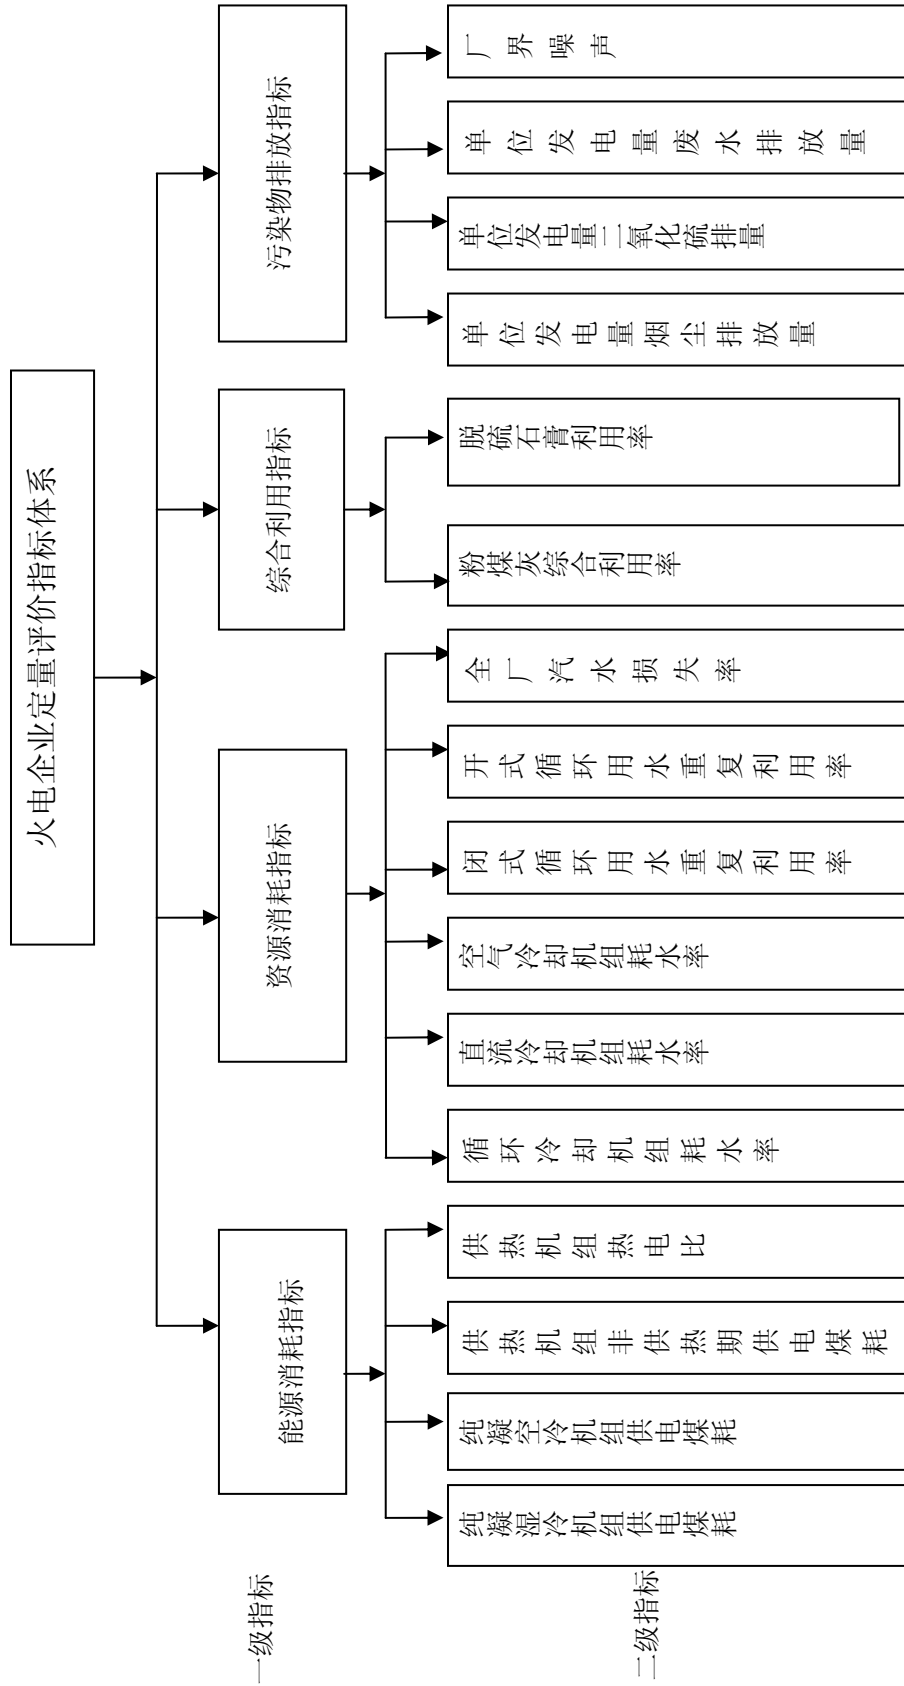 火电企业定量评价指标体系
一级指标
能源消耗指标
资源消耗指标
综合利用指标
污染物排放指标
二级指标
纯凝湿冷机组供电煤耗
纯凝空冷机组供电煤耗
供热机组非供热期供电煤耗
供热机组热电比
循环冷却机组耗水率
直流冷却机组耗水率
空气冷却机组耗水率
闭式循环用水重复利用率
开式循环用水重复利用率
全厂汽水损失率
粉煤灰综合利用率
脱硫石膏利用率
单位发电量烟尘排放量
单位发电量二氧化硫排量
单位发电量废水排放量
厂界噪声